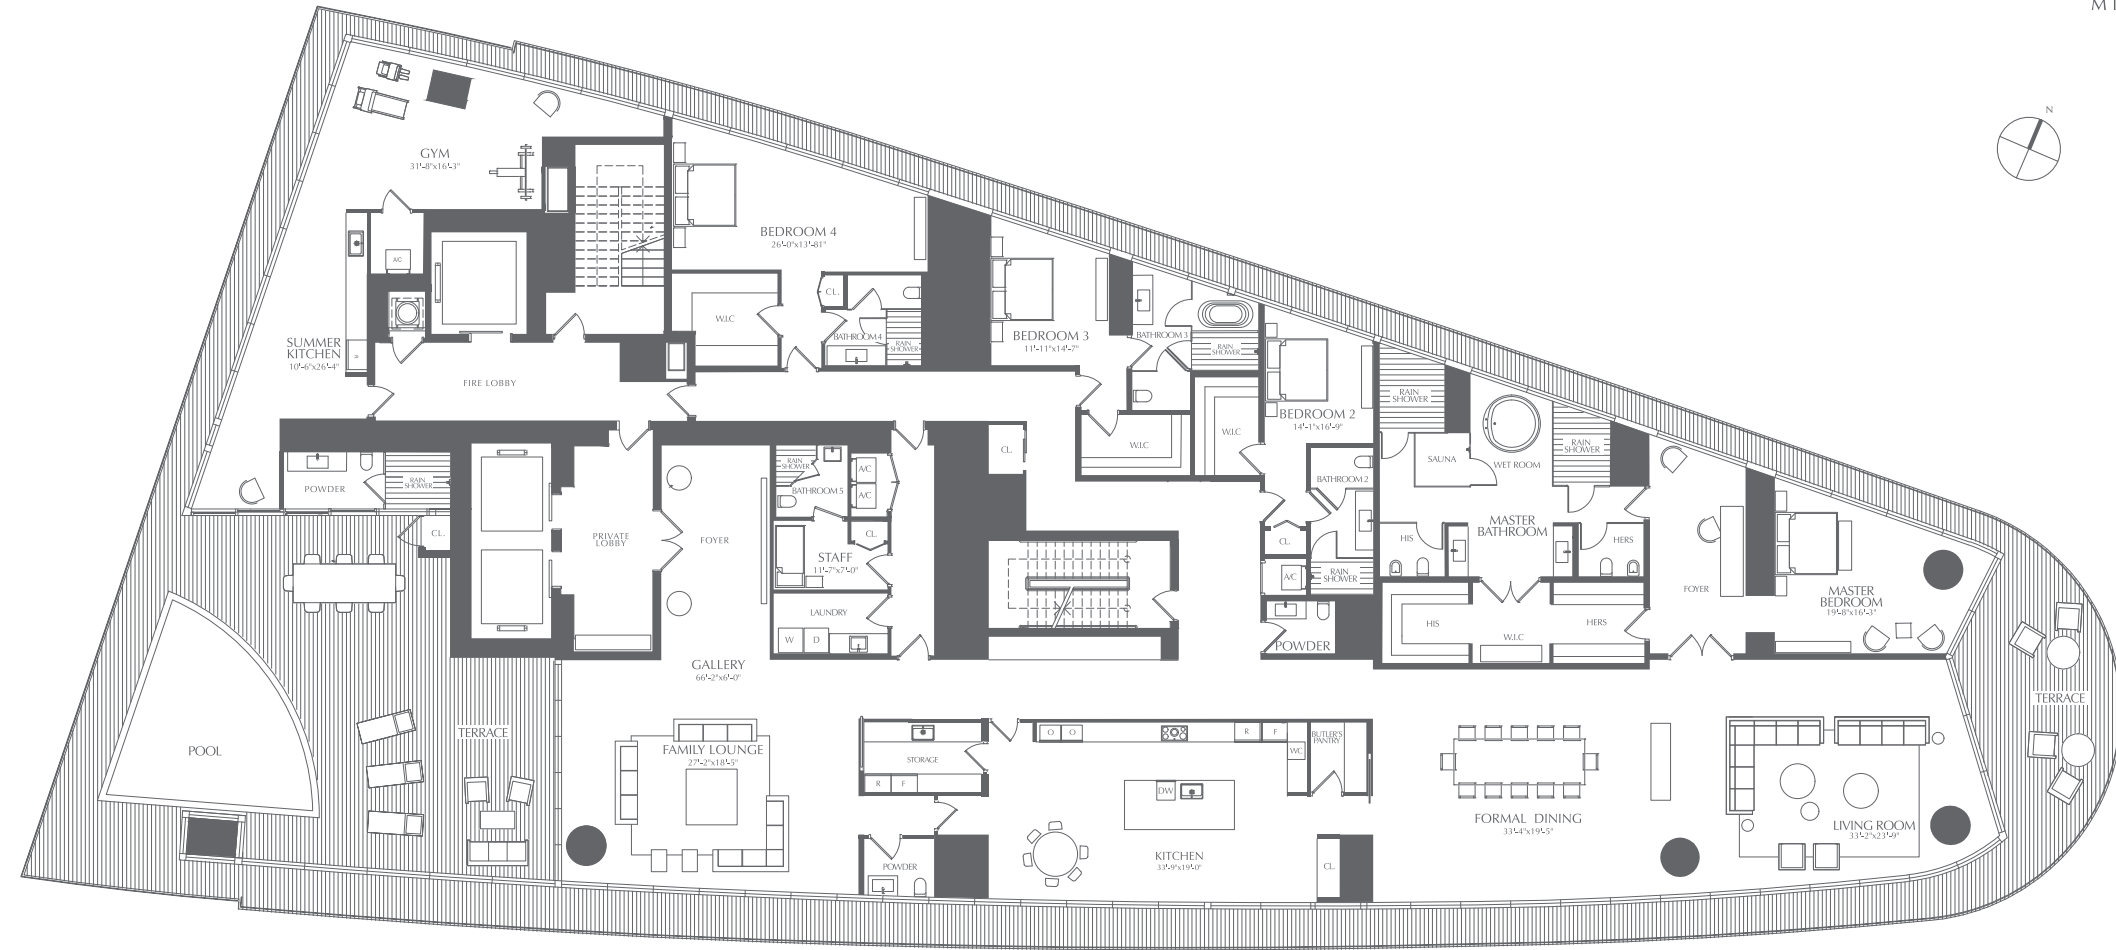 MI
N
GYM
31'-8"x16'-3"
A/C
BEDROOM 4
26'-0"x13'-81"
W.I.C
CL.
BATHROOM 4
RAIN
SHOWER
BEDROOM 3
11'-11"x14'-7"
BATHROOM 3
RAIN
SHOWER
SUMMER
KITCHEN
10'-6"x26'-4"
FIRE LOBBY
W.I.C
W.I.C
BEDROOM 2
14'-1"x16'-9"
RAIN
SHOWER
SAUNA
WET ROOM
RAIN
SHOWER
POWDER
RAIN
SHOWER
CL.
RAIN
SHOWER
BATHROOM 5
A/C
A/C
CL.
BATHROOM 2
PRIVATE
LOBBY
FOYER
STAFF
11'-7"x7'-0"
CL.
CL.
A/C
RAIN
SHOWER
HIS
MASTER
BATHROOM
HERS
FOYER
MASTER
BEDROOM
19'-8"x16'-3"
LAUNDRY
W
D
POWDER
HIS
W.I.C
HERS
GALLERY
66'-2"x6'-0"
TERRACE
POOL
TERRACE
FAMILY LOUNGE
27'-2"x18'-5"
STORAGE
R
F
O
O
R
F
WC
BUTLER'S
PANTRY
DW
KITCHEN
33'-9"x19'-0"
POWDER
CL.
FORMAL DINING
33'-4"x19'-5"
LIVING ROOM
33'-2"x23'-9"